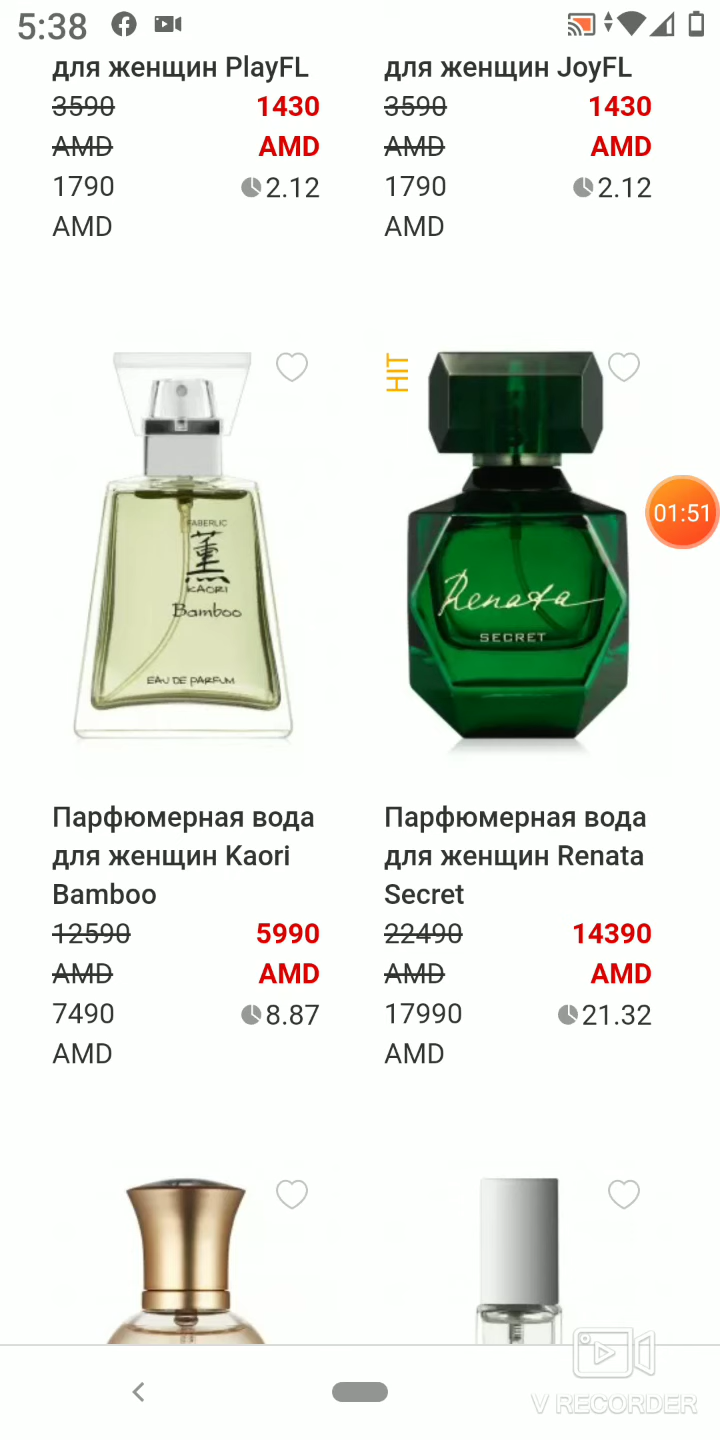 5:38
для женщин PlayFL
3590 1430
AMD AMD
1790 2.12
AMD
для женщин JoyFL
3590 1430
AMD AMD
1790 2.12
AMD
FABERLIC
薫
KAORI
Bamboo
EAU DE PARFUM
HIT
Renata
SECRET
01:51
Парфюмерная вода
для женщин Kaori
Bamboo
12590 5990
AMD AMD
7490 8.87
AMD
Парфюмерная вода
для женщин Renata
Secret
22490 14390
AMD AMD
17990 21.32
AMD
V RECORDER